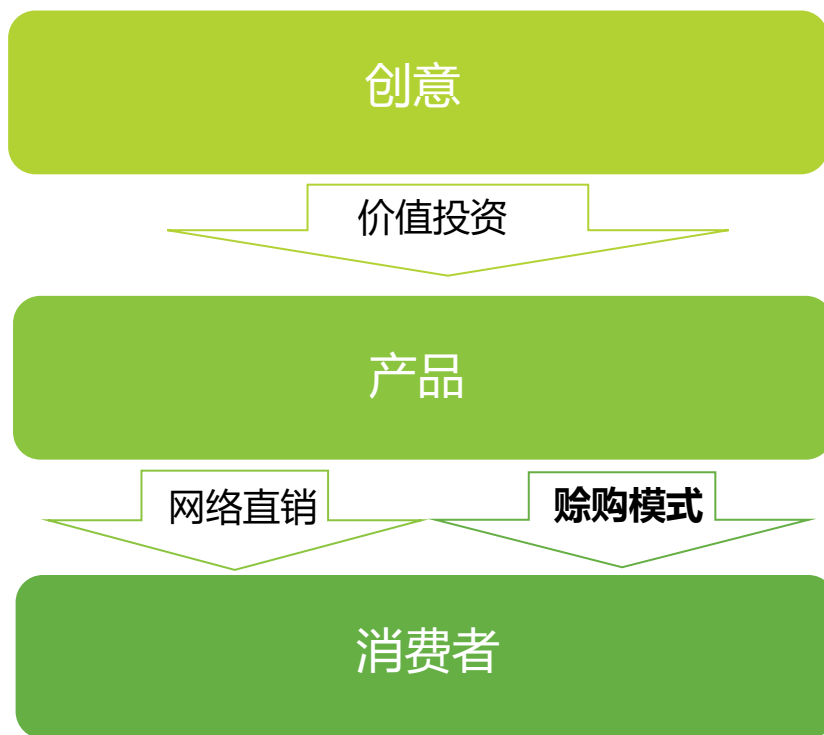 创意
价值投资
产品
网络直销
赊购模式
消费者